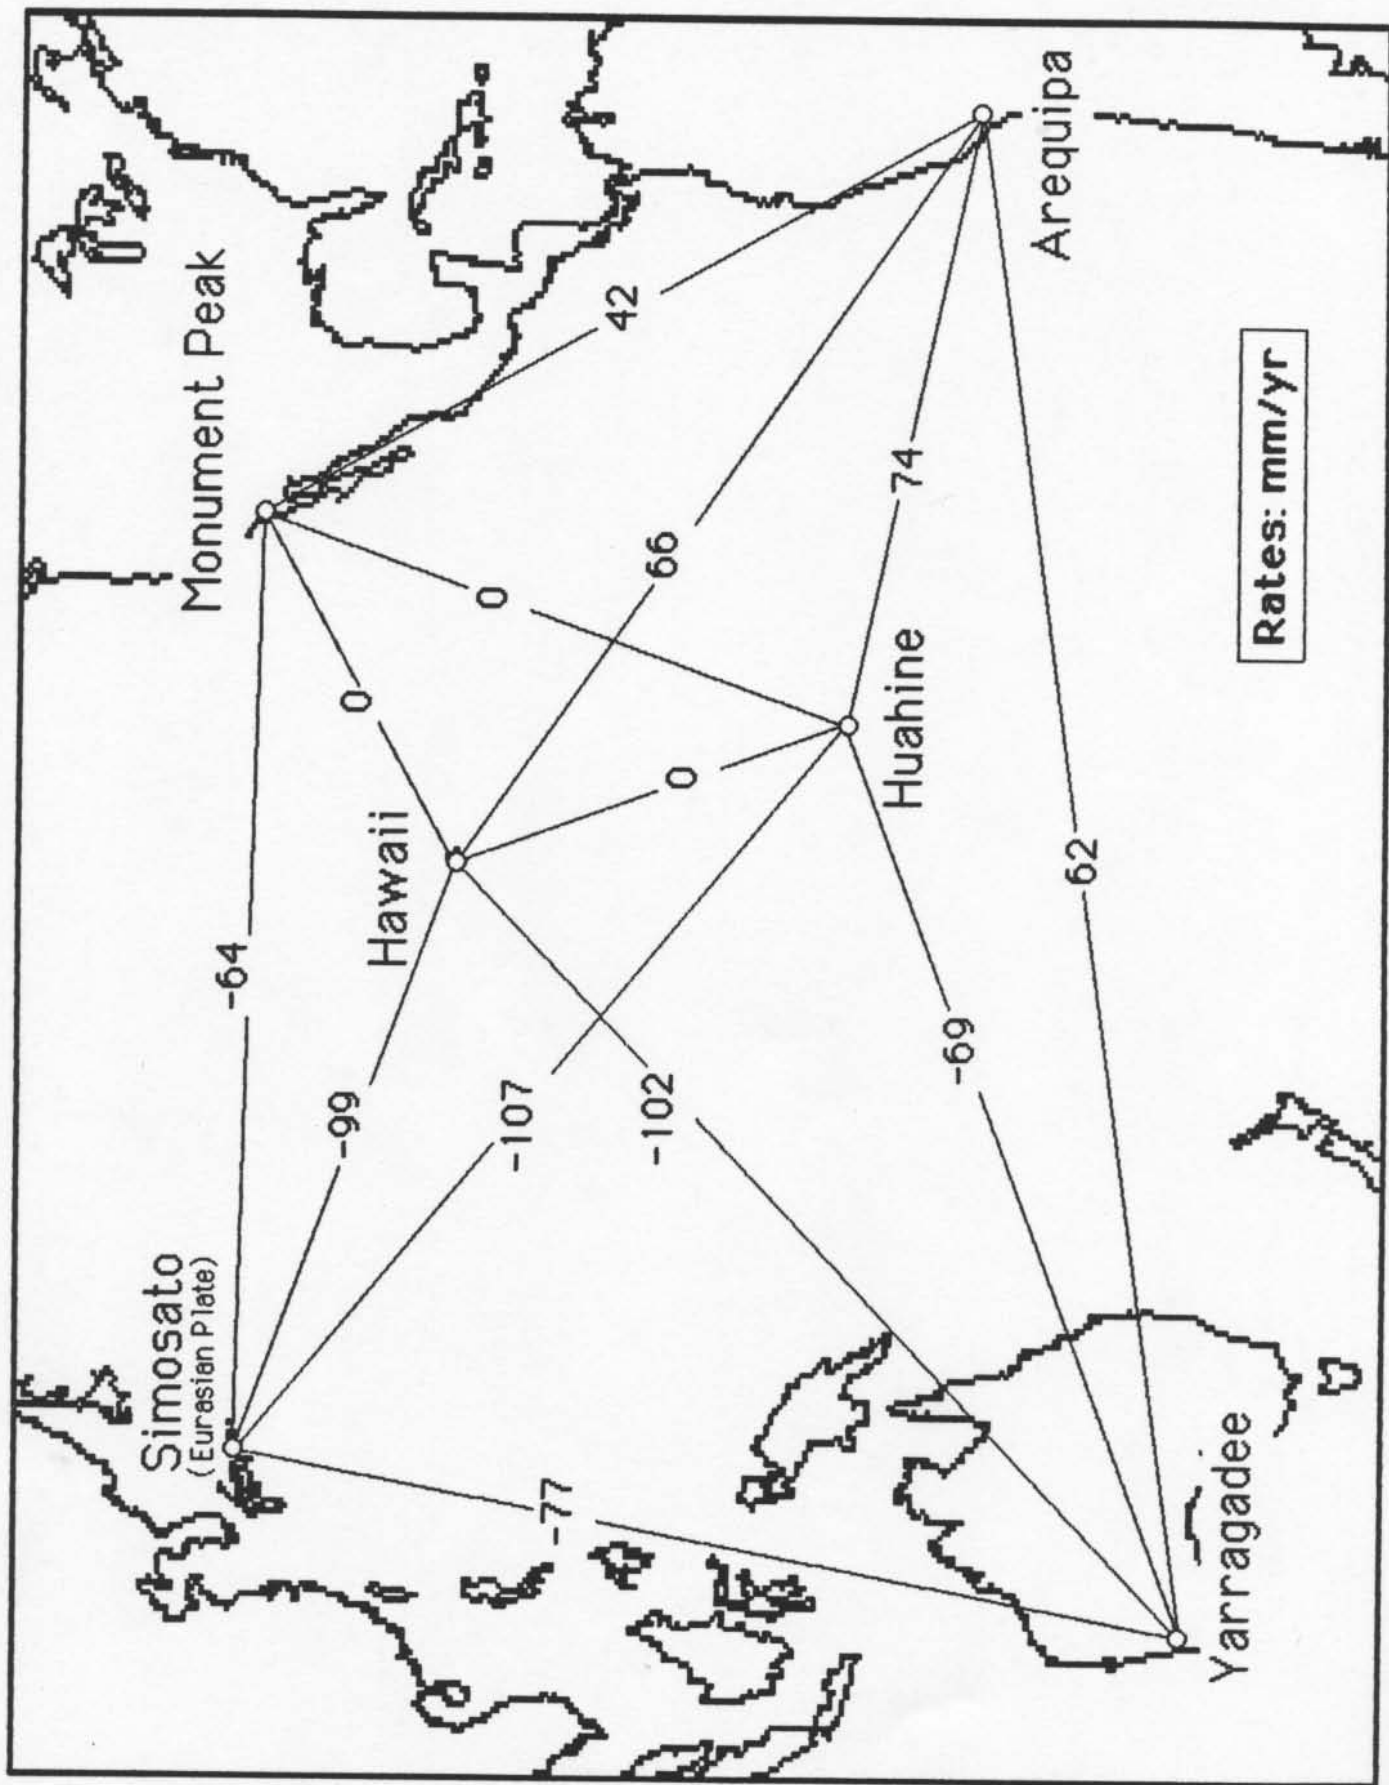 Simosato
(Eurasian Plate)
Monument Peak
-64
Hawaii
0
-99
0
42
-107
66
-77
-102
0
Huahine
74
-69
Arequipa
62
Yarragadee
Rates: mm/yr